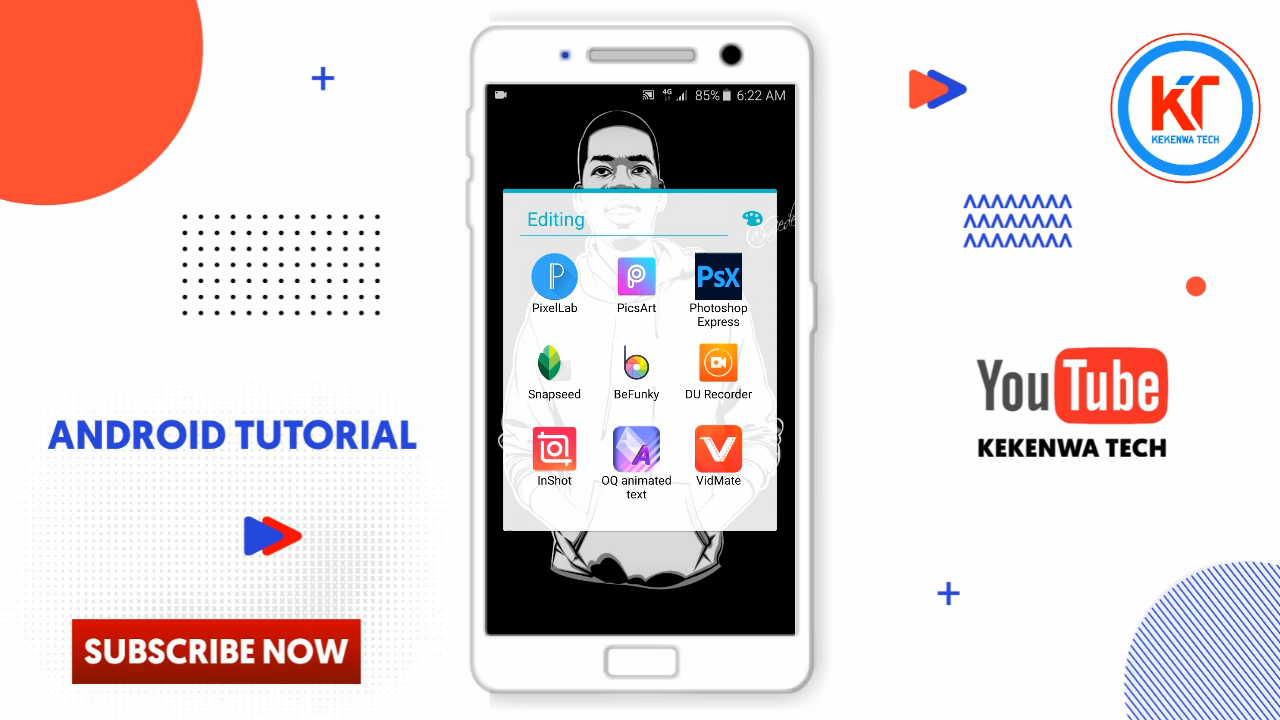 4G 85% 6:22 AM
Editing
P
PsX
PixelLab PicsArt Photoshop
Express
Snapseed BeFunky DU Recorder
A
InShot OQ animated VidMate
text
ANDROID TUTORIAL
SUBSCRIBE NOW
KT
KEKENWA TECH
YouTube
KEKENWA TECH